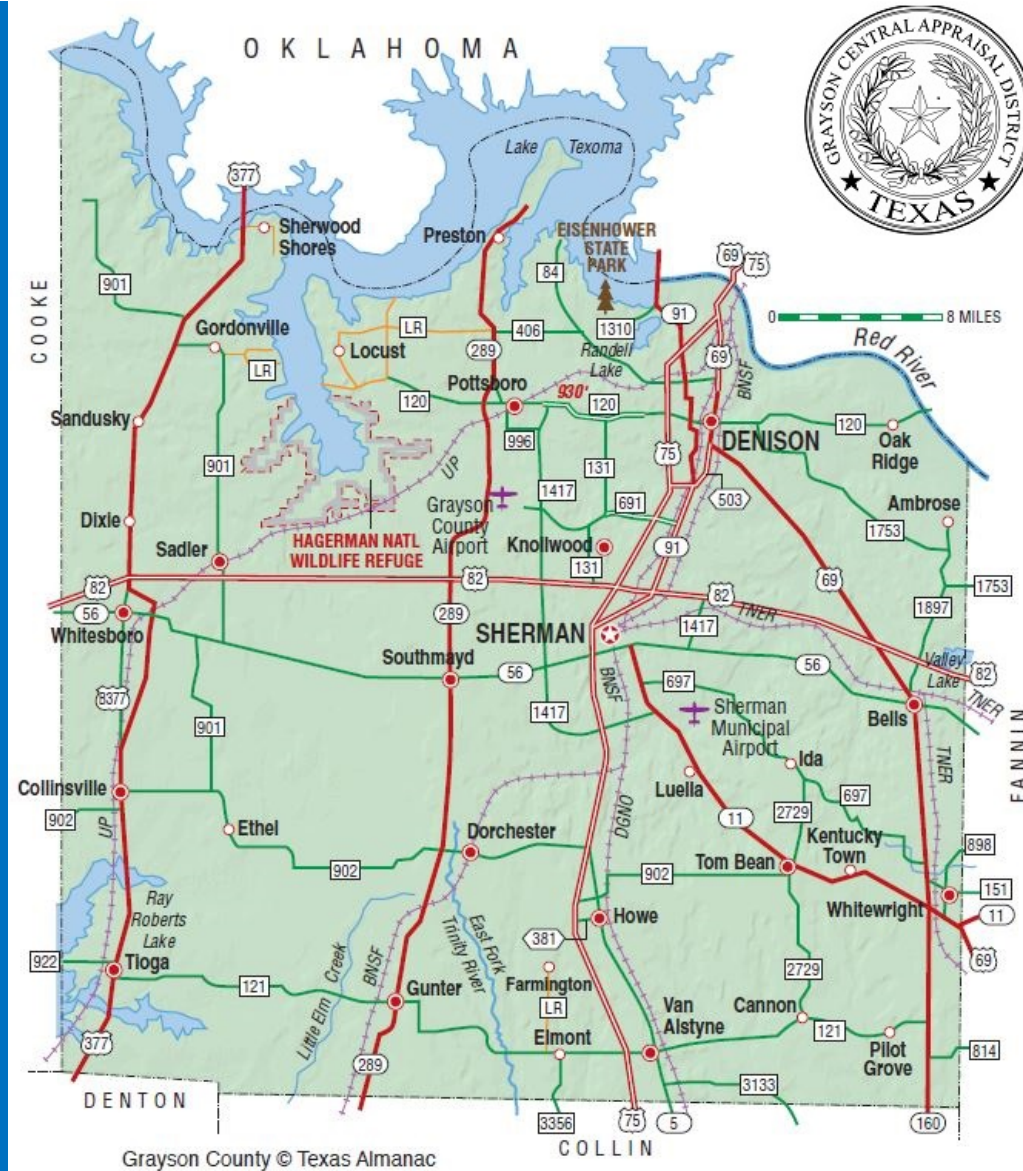 OKLAHOMA
GRAYSON CENTRAL APPRAISAL DISTRICT
TEXAS
Lake Texoma
377
Sherwood
Shores
Preston
EISENHOWER
STATE
PARK
69
75
84
901
91
0
8 MILES
COOKE
Gordonville
LR
406
1310
Red River
LR
Locust
289
Randell
Lake
69
BNSF
Pottsboro
930'
120
120
Sandusky
DENISON
120
Oak
Ridge
996
75
901
UP
131
1417
691
503
Ambrose
Grayson
County
Airport
Dixie
HAGERMAN NATL
WILDLIFE REFUGE
Knollwood
91
1753
Sadler
131
69
82
82
82
1753
56
Whitesboro
289
TNER
1897
SHERMAN
1417
Southmayd
56
56
Valley
Lake
82
TNER
8377
697
BNSF
901
1417
Sherman
Municipal
Airport
Bells
FANNIN
Ida
TNER
Collinsville
Luella
902
UP
DGNO
11
2729
697
Ethel
Dorchester
Kentucky
Town
898
902
902
Tom Bean
151
Ray
Roberts
Lake
Whitewright
11
Howe
East Fork
Trinity River
381
Little Elm Creek
BNSF
922
Tioga
69
121
Farmington
2729
Gunter
LR
Van
Alstyne
Cannon
121
377
Elmont
Pilot
Grove
289
814
3133
DENTON
3356
75
5
160
COLLIN
Grayson County © Texas Almanac